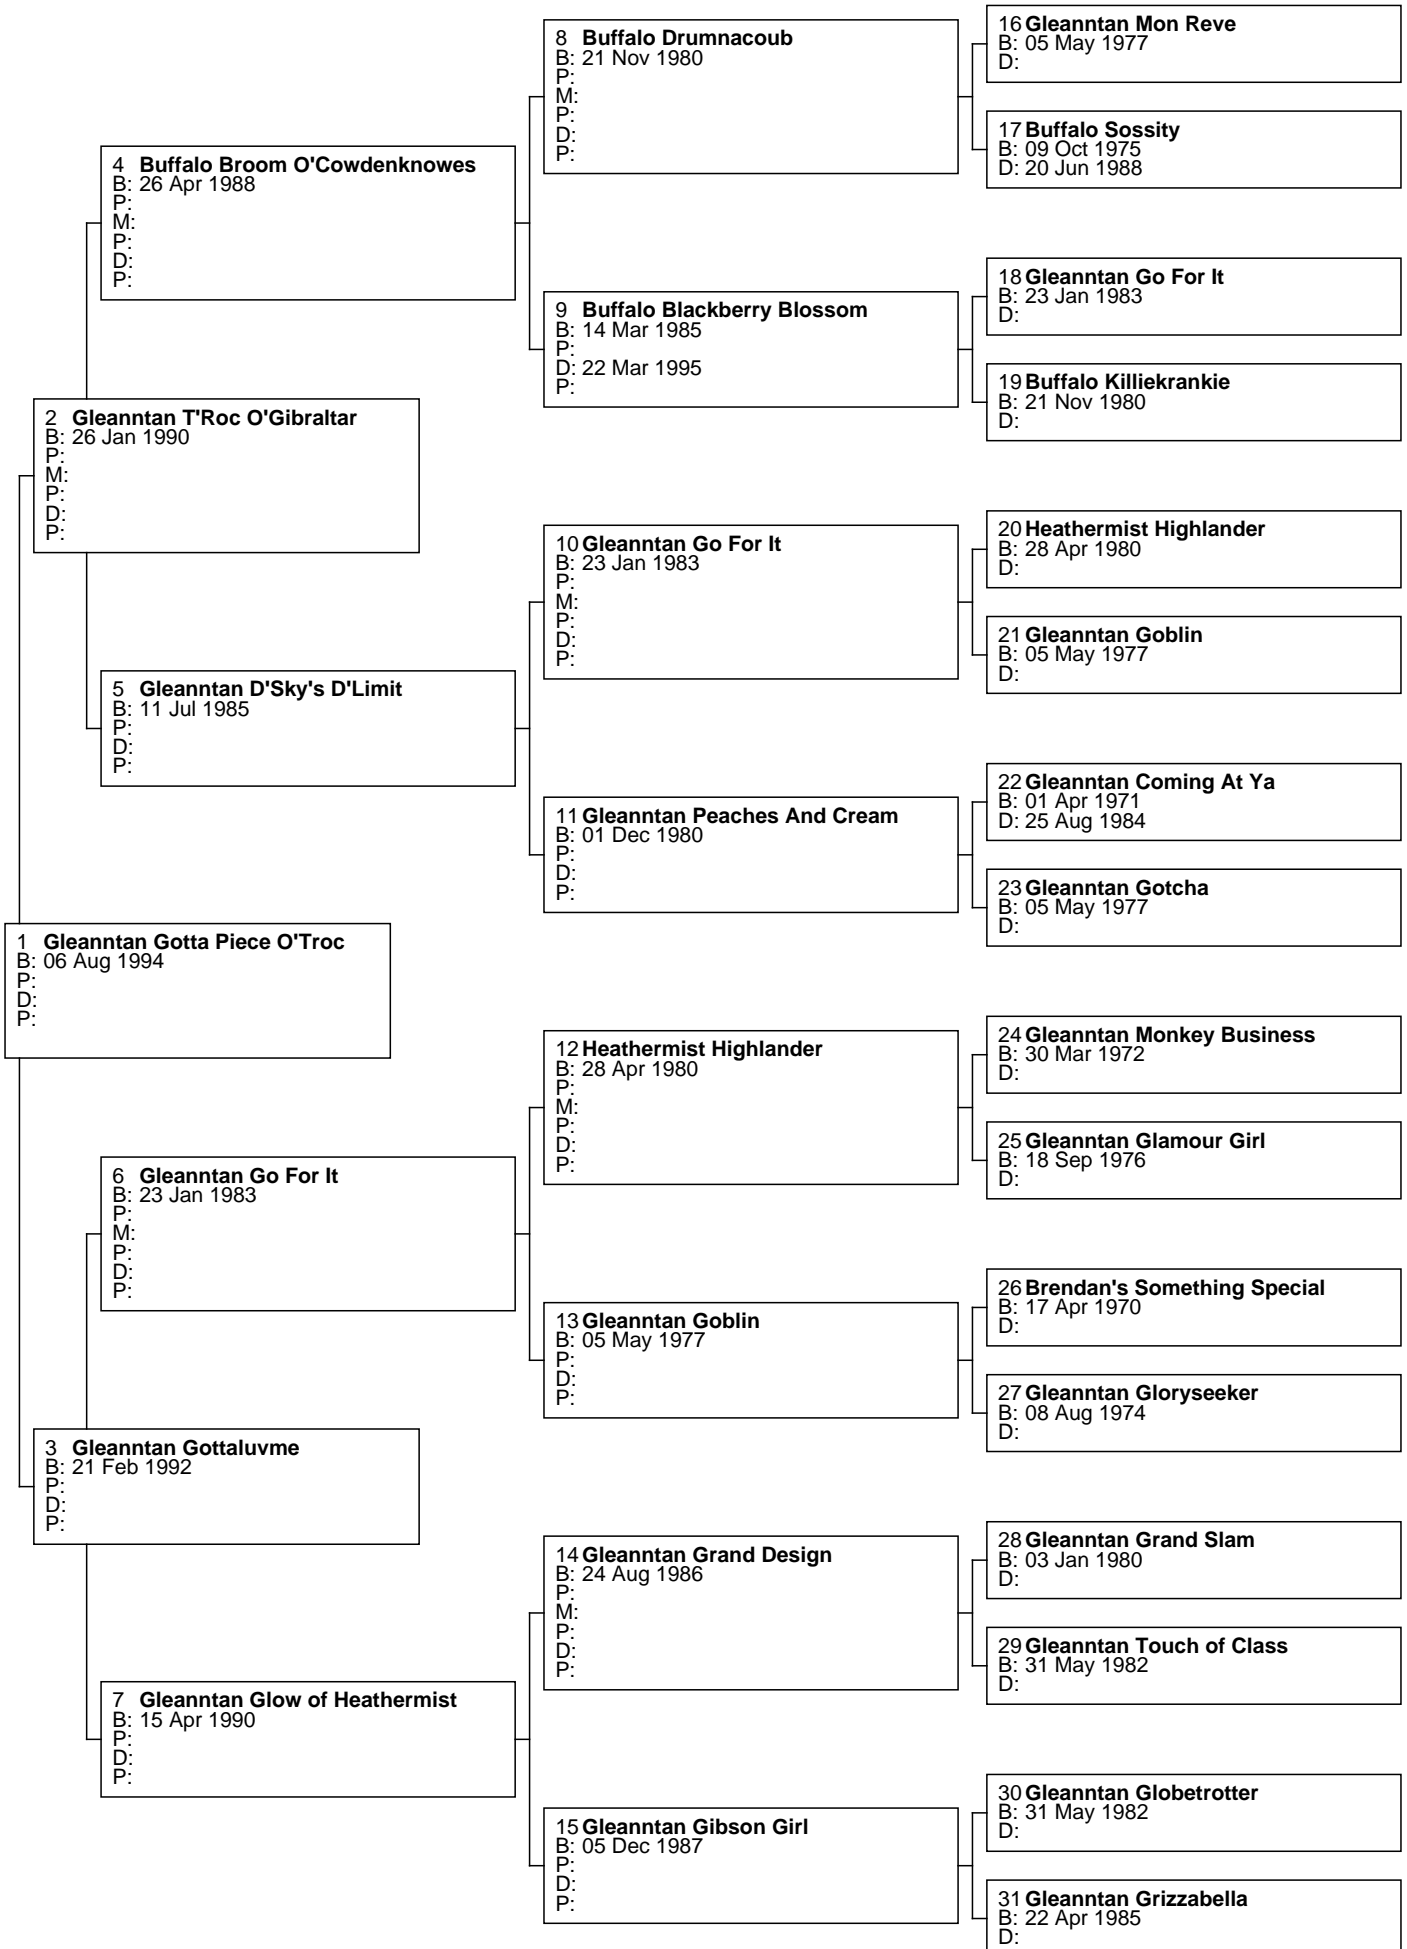 8 Buffalo Drumnacoub
B: 21 Nov 1980
P:
M:
P:
D:
P:
16 Gleanntan Mon Reve
B: 05 May 1977
D:
17 Buffalo Sossity
B: 09 Oct 1975
D: 20 Jun 1988
4 Buffalo Broom O'Cowdenknowes
B: 26 Apr 1988
P:
M:
P:
D:
P:
9 Buffalo Blackberry Blossom
B: 14 Mar 1985
P:
D: 22 Mar 1995
P:
18 Gleanntan Go For It
B: 23 Jan 1983
D:
19 Buffalo Killiekrankie
B: 21 Nov 1980
D:
2 Gleanntan T'Roc O'Gibraltar
B: 26 Jan 1990
P:
M:
P:
D:
P:
10 Gleanntan Go For It
B: 23 Jan 1983
P:
M:
P:
D:
P:
20 Heathermist Highlander
B: 28 Apr 1980
D:
21 Gleanntan Goblin
B: 05 May 1977
D:
5 Gleanntan D'Sky's D'Limit
B: 11 Jul 1985
P:
D:
P:
11 Gleanntan Peaches And Cream
B: 01 Dec 1980
P:
D:
P:
22 Gleanntan Coming At Ya
B: 01 Apr 1971
D: 25 Aug 1984
23 Gleanntan Gotcha
B: 05 May 1977
D:
1 Gleanntan Gotta Piece O'Troc
B: 06 Aug 1994
P:
D:
P:
12 Heathermist Highlander
B: 28 Apr 1980
P:
M:
P:
D:
P:
24 Gleanntan Monkey Business
B: 30 Mar 1972
D:
25 Gleanntan Glamour Girl
B: 18 Sep 1976
D:
6 Gleanntan Go For It
B: 23 Jan 1983
P:
M:
P:
D:
P:
13 Gleanntan Goblin
B: 05 May 1977
P:
D:
P:
26 Brendan's Something Special
B: 17 Apr 1970
D:
27 Gleanntan Gloryseeker
B: 08 Aug 1974
D:
3 Gleanntan Gottaluvme
B: 21 Feb 1992
P:
D:
P:
14 Gleanntan Grand Design
B: 24 Aug 1986
P:
M:
P:
D:
P:
28 Gleanntan Grand Slam
B: 03 Jan 1980
D:
29 Gleanntan Touch of Class
B: 31 May 1982
D:
7 Gleanntan Glow of Heathermist
B: 15 Apr 1990
P:
D:
P:
15 Gleanntan Gibson Girl
B: 05 Dec 1987
P:
D:
P:
30 Gleanntan Globetrotter
B: 31 May 1982
D:
31 Gleanntan Grizzabella
B: 22 Apr 1985
D: